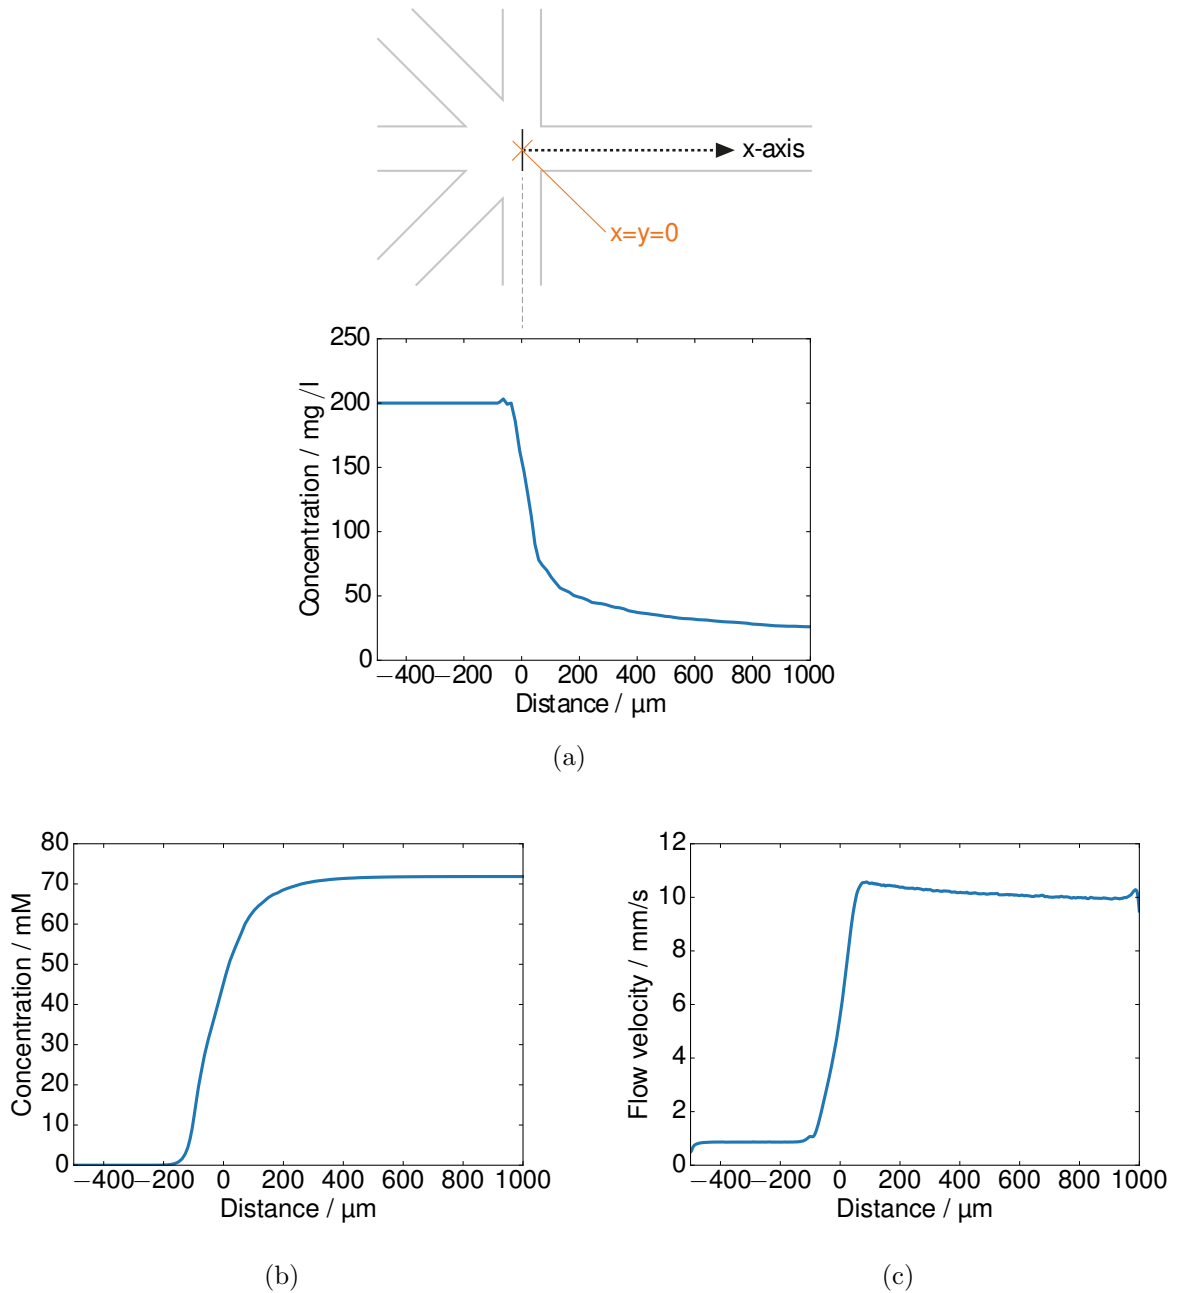 x-axis
x=y=0
250
200
150
100
50
0
Concentration / mg /l
−400 −200 0 200 400 600 800 1000
Distance / µm
(a)
80
70
60
50
40
30
20
10
0
Concentration / mM
−400 −200 0 200 400 600 800 1000
Distance / µm
(b)
12
10
8
6
4
2
0
Flow velocity / mm/s
−400 −200 0 200 400 600 800 1000
Distance / µm
(c)